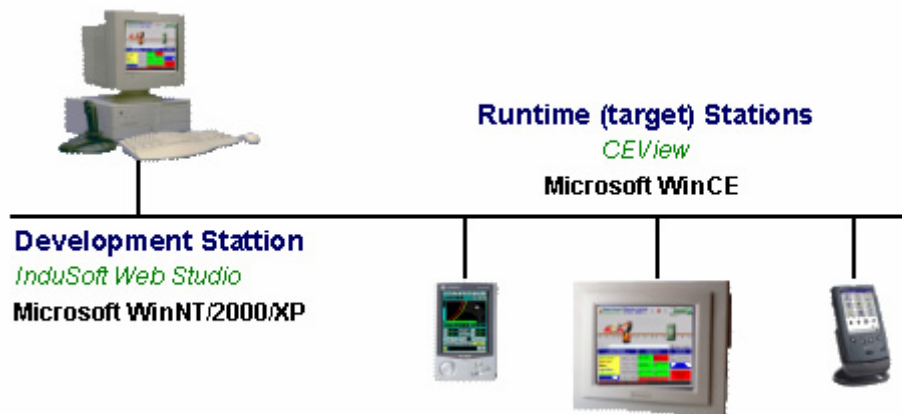 Runtime (target) Stations
CEView
Microsoft WinCE
Development Stattion
InduSoft Web Studio
Microsoft WinNT/2000/XP